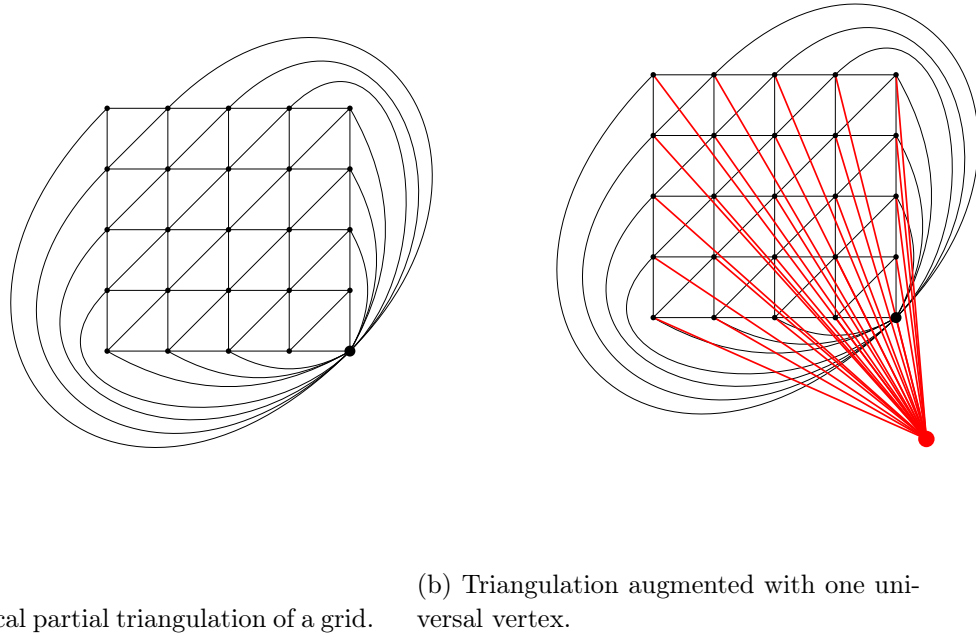 cal partial triangulation of a grid.
(b) Triangulation augmented with one uni-
versal vertex.